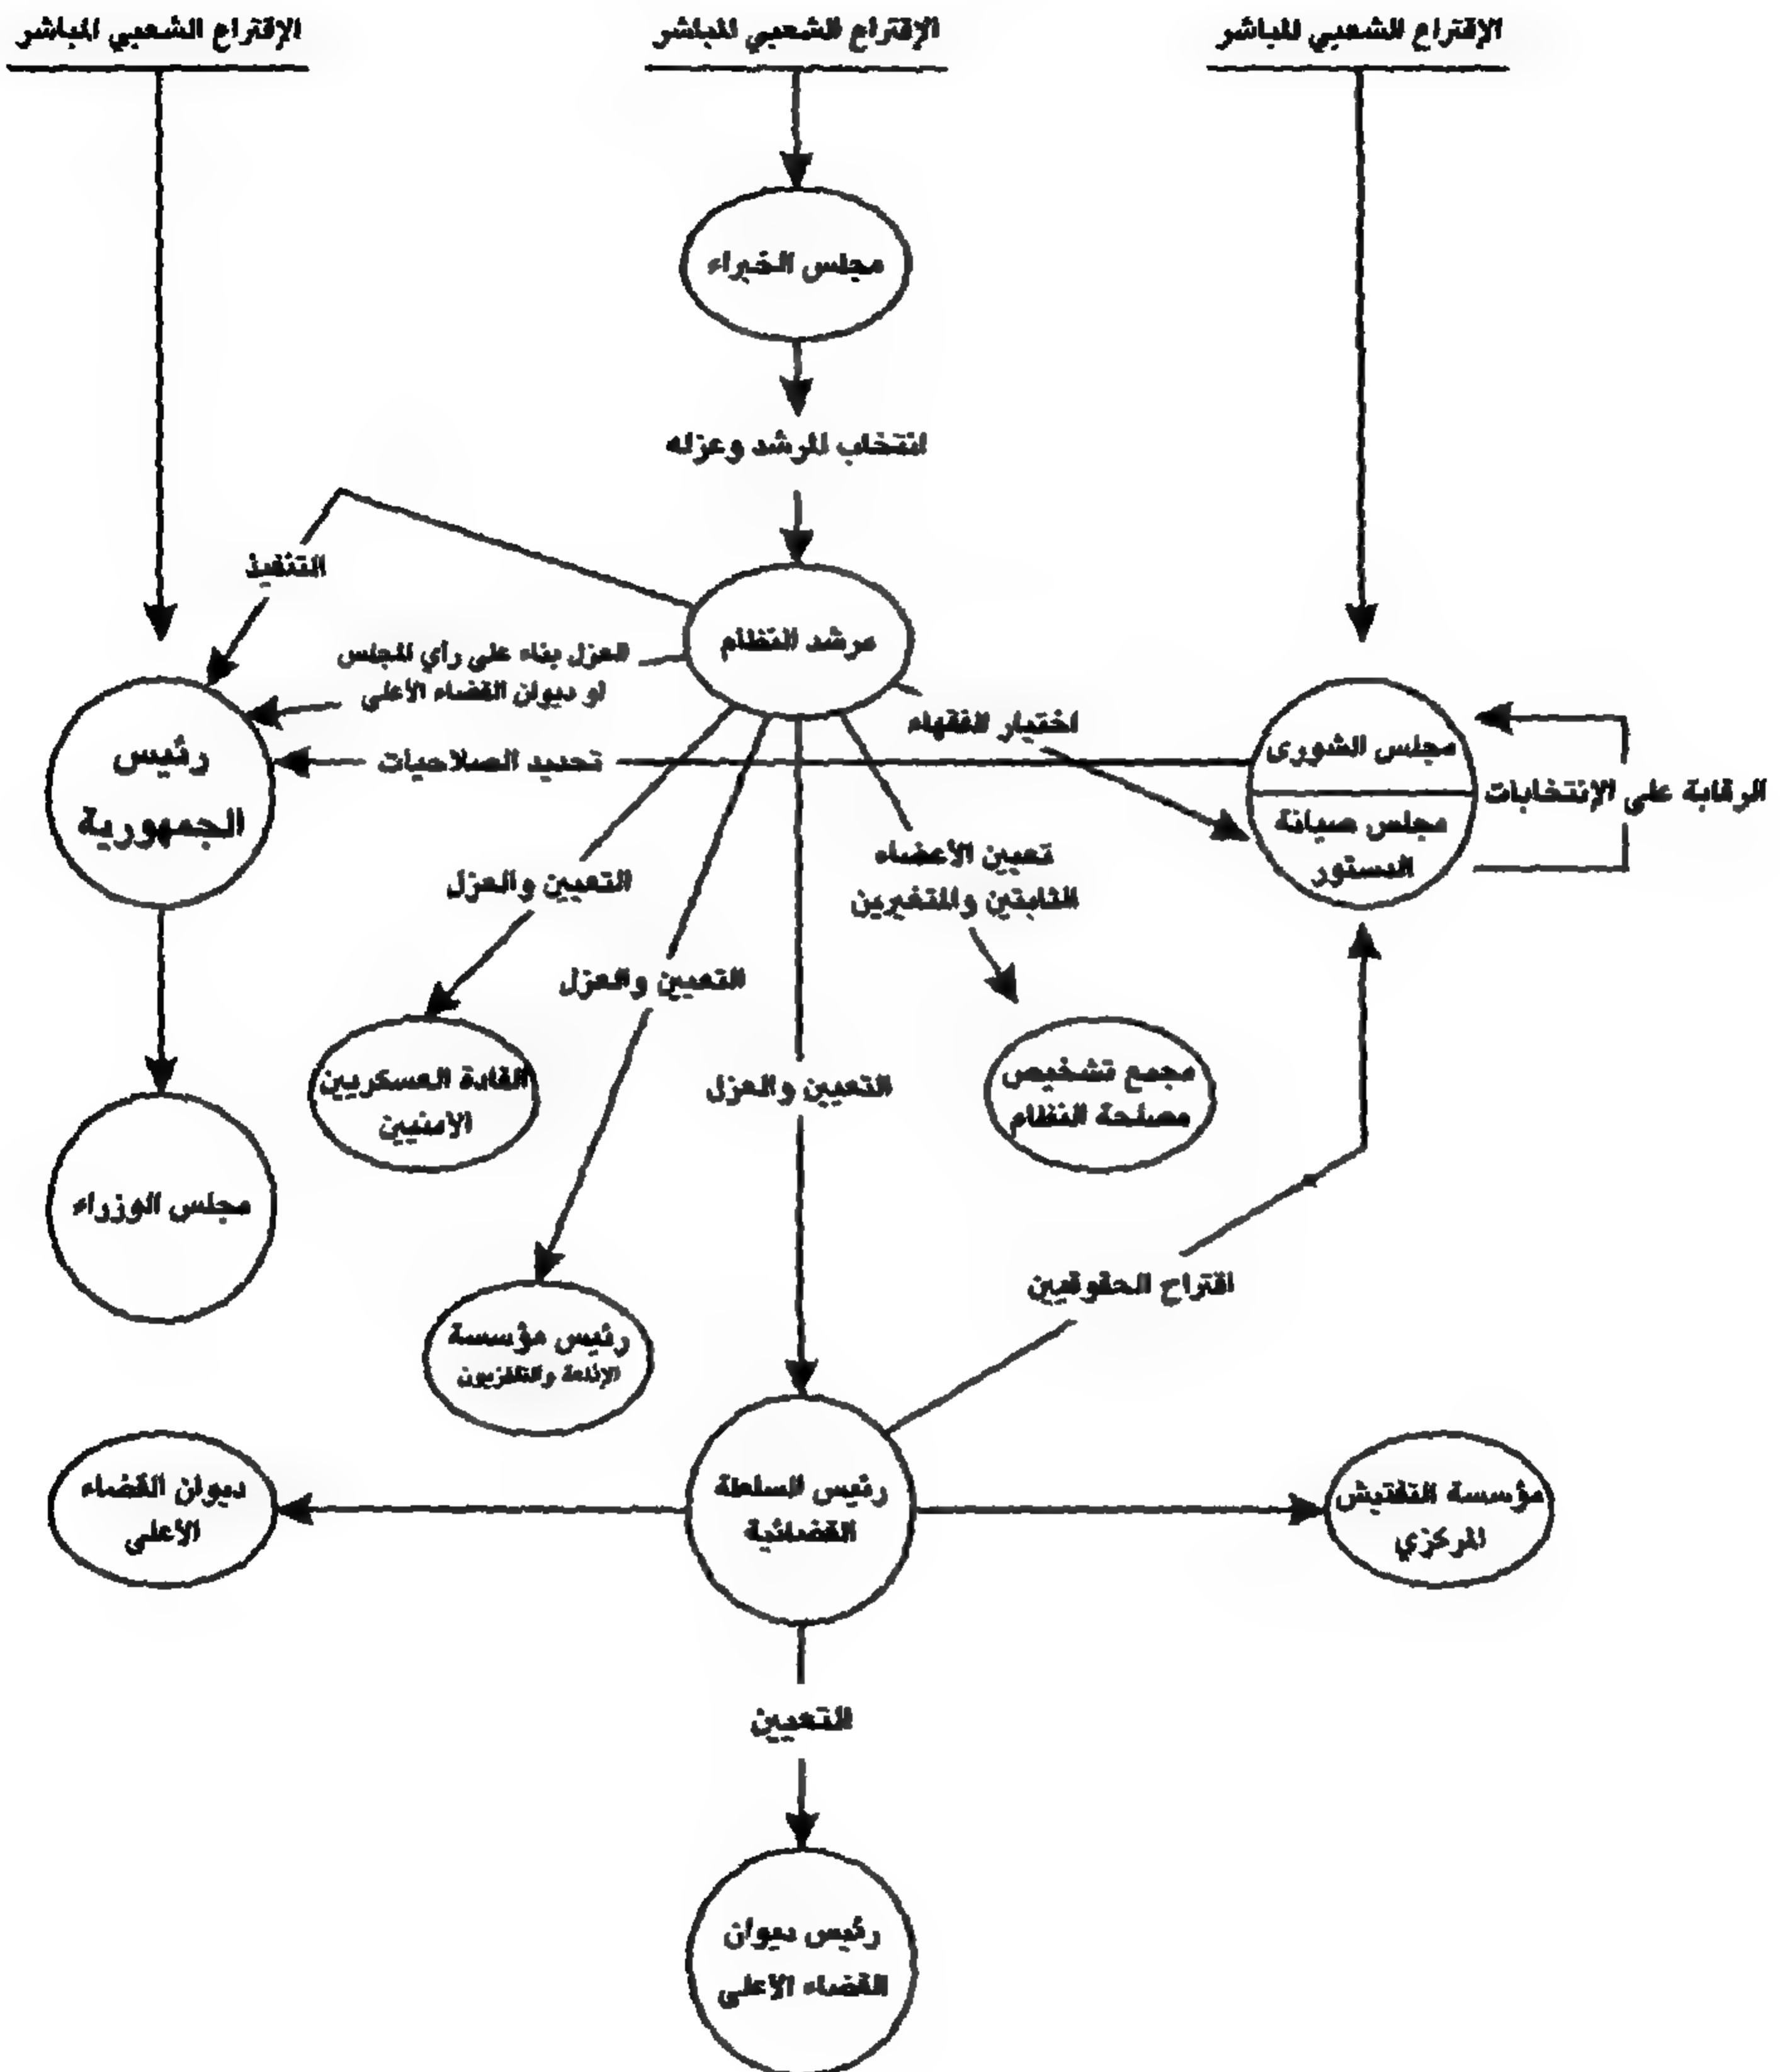 الإقتراع الشعبي المباشر
الإقتراع الشعبي المباشر
الإقتراع الشعبي المباشر
مجلس الخبراء
انتخاب المرشد وعزله
التنفيذ
مرشد النظام
العزل بناء على رأي المجلس
او ديوان القضاء الأعلى
اختيار الفقهاء
تحديد الصلاحيات
رئيس
الجمهورية
مجلس الشورى
مجلس صيانة
الدستور
الرقابة على الإنتخابات
التعيين والعزل
تعيين الأعضاء
الثابتين والمتغيرين
التعيين والعزل
التعيين والعزل
القادة العسكريين
الامنيين
مجمع تشخيص
مصلحة النظام
مجلس الوزراء
اقتراح الحقوقيين
رئيس مؤسسة
الإذاعة والتلفزيون
ديوان القضاء
الأعلى
رئيس السلطة
القضائية
مؤسسة التفتيش
المركزي
التعيين
رئيس ديوان
القضاء الأعلى